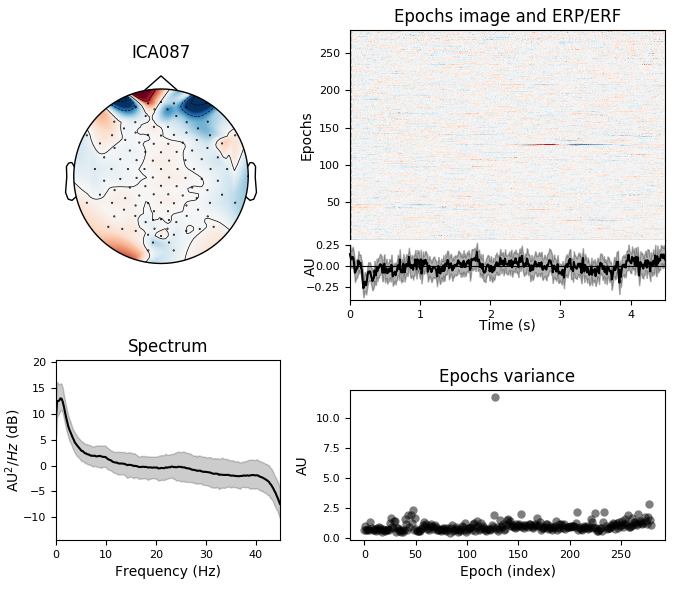 ICA087
Epochs image and ERP/ERF
Epochs
250
200
150
100
50
AU
0.25
0.00
−0.25
0 1 2 3 4
Time (s)
Spectrum
AU²/Hz (dB)
20
15
10
5
0
−5
−10
0 10 20 30 40
Frequency (Hz)
Epochs variance
AU
10.0
7.5
5.0
2.5
0.0
0 50 100 150 200 250
Epoch (index)